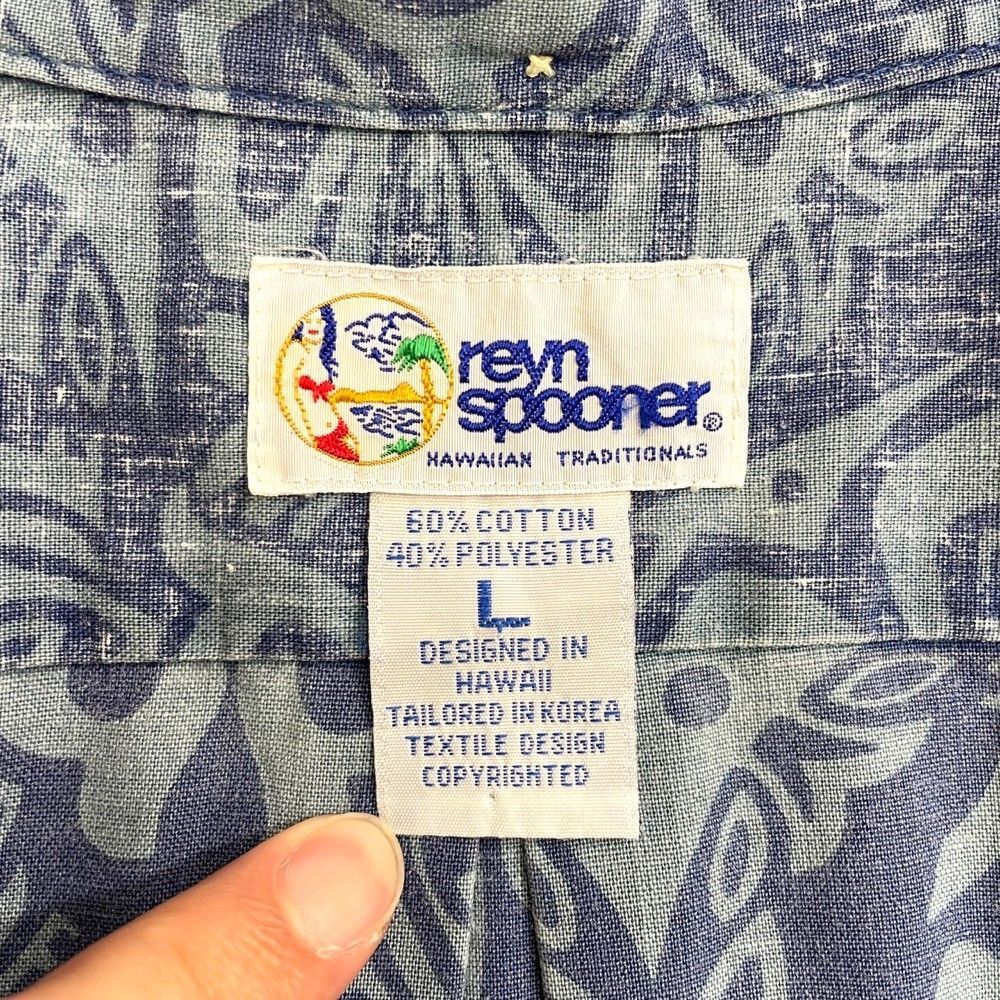 reyn
spooner®
HAWAIIAN TRADITIONALS
60% COTTON
40% POLYESTER
L
DESIGNED IN
HAWAII
TAILORED IN KOREA
TEXTILE DESIGN
COPYRIGHTED